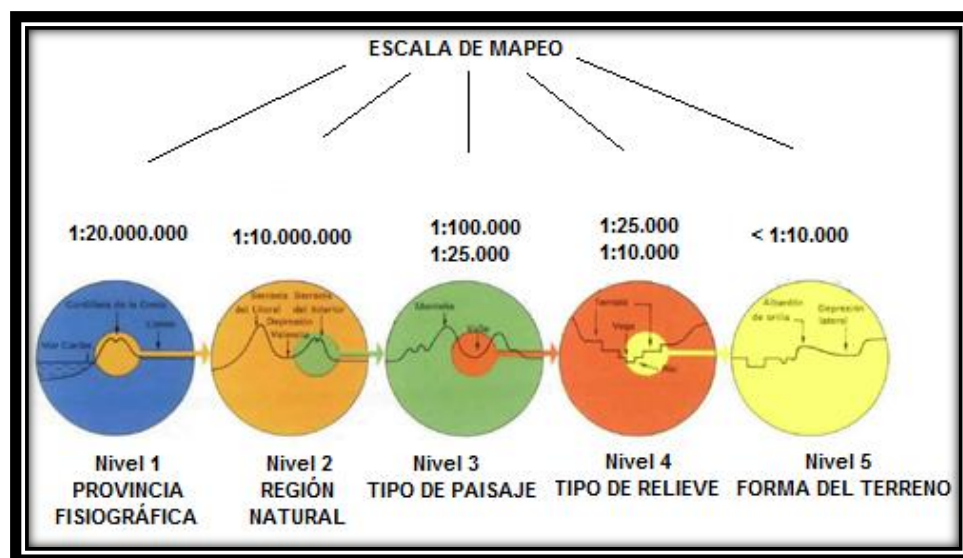 ESCALA DE MAPEO
1:20.000.000
1:10.000.000
1:100.000
1:25.000
1:25.000
1:10.000
< 1:10.000
Cordillera de la Costa
Llanos
Mar Caribe
Serranía
del Litoral
Serranía
del Interior
Depresión
Valencia
Montaña
Valle
Terraza
Vega
Río
Albardón
de orilla
Depresión
lateral
Nivel 1
PROVINCIA
FISIOGRÁFICA
Nivel 2
REGIÓN
NATURAL
Nivel 3
TIPO DE PAISAJE
Nivel 4
TIPO DE RELIEVE
Nivel 5
FORMA DEL TERRENO